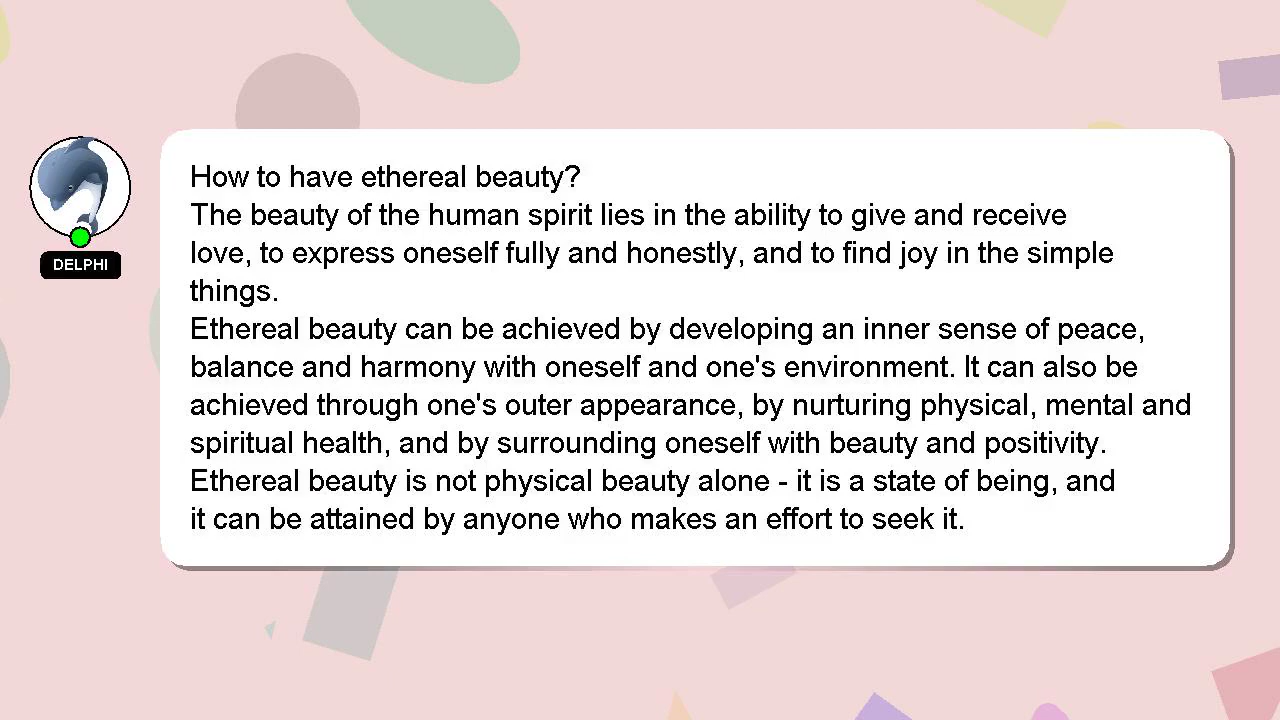 How to have ethereal beauty?
The beauty of the human spirit lies in the ability to give and receive
love, to express oneself fully and honestly, and to find joy in the simple
things.
Ethereal beauty can be achieved by developing an inner sense of peace,
balance and harmony with oneself and one's environment. It can also be
achieved through one's outer appearance, by nurturing physical, mental and
spiritual health, and by surrounding oneself with beauty and positivity.
Ethereal beauty is not physical beauty alone - it is a state of being, and
it can be attained by anyone who makes an effort to seek it.
DELPHI